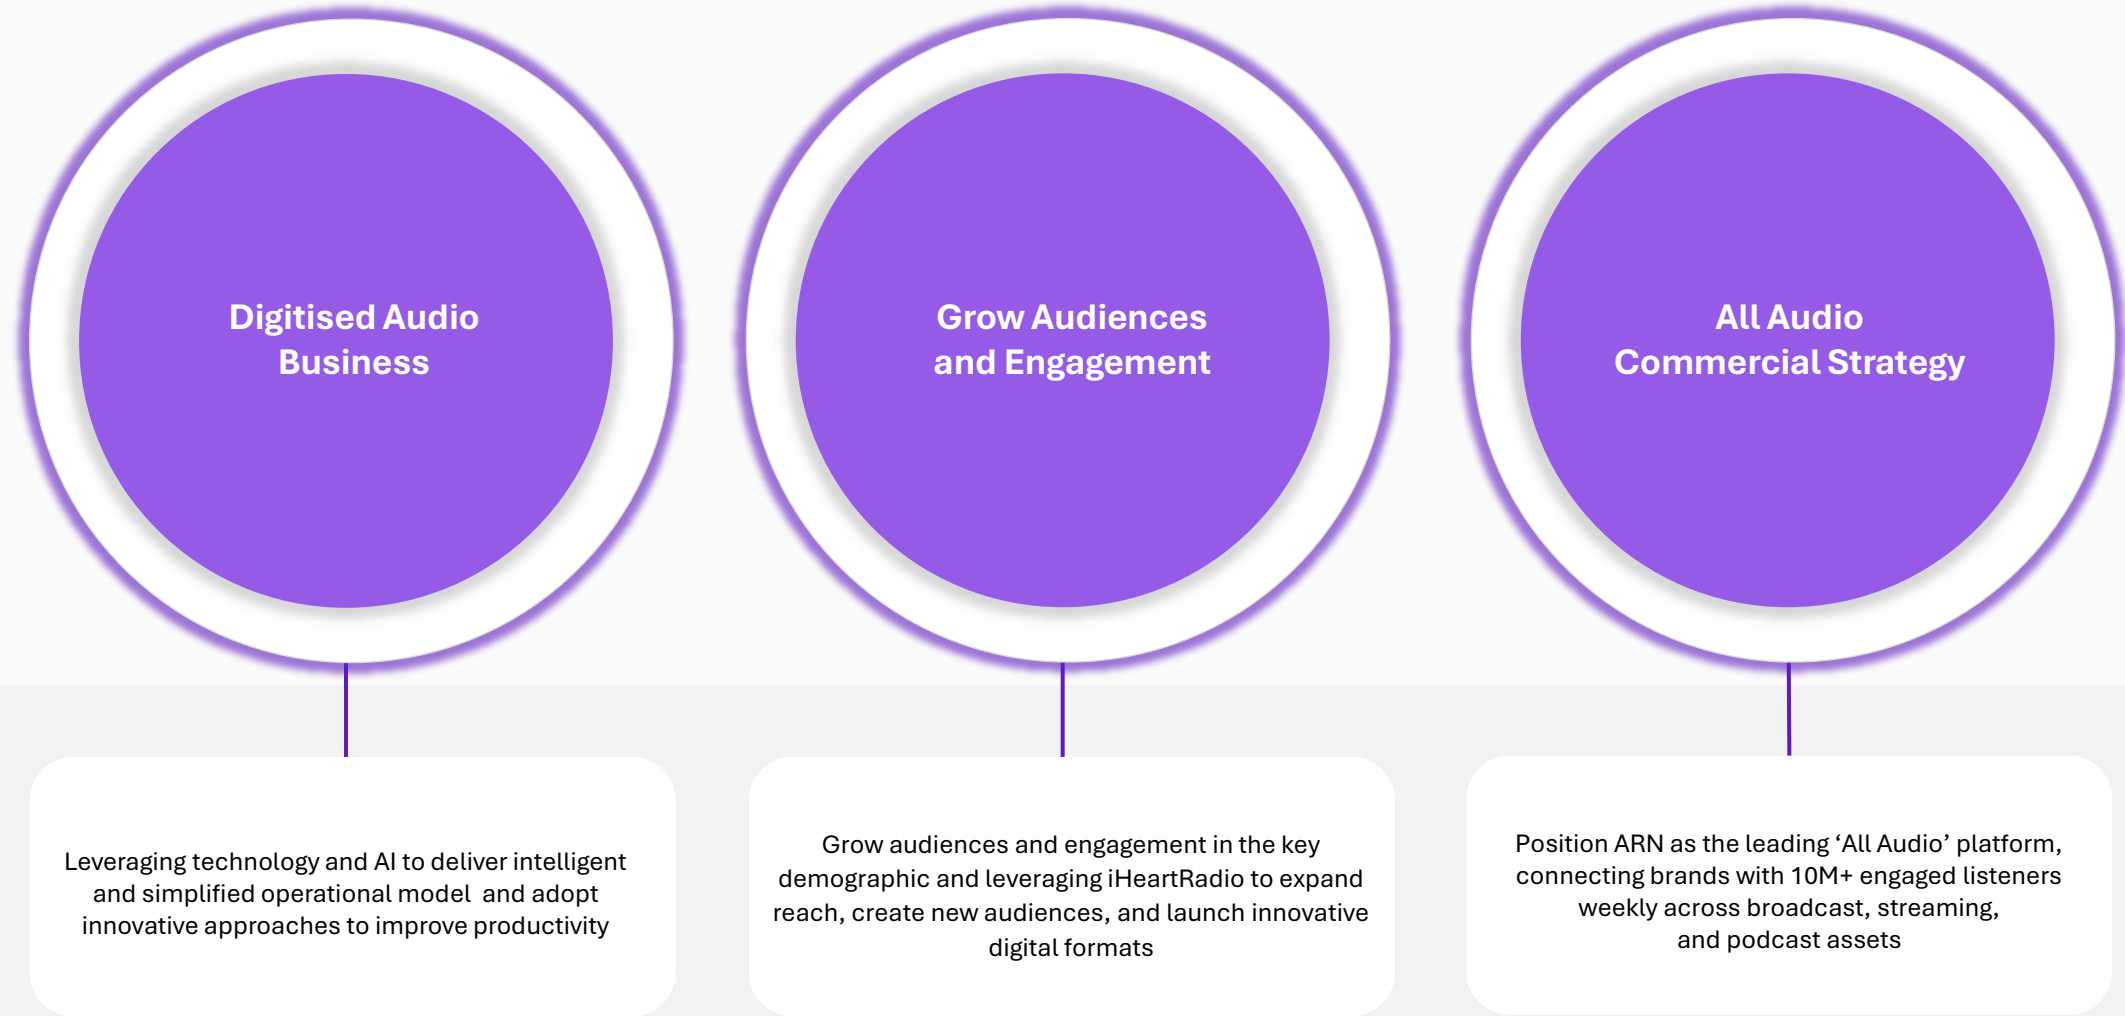 Digitised Audio
Business
Grow Audiences
and Engagement
All Audio
Commercial Strategy
Leveraging technology and AI to deliver intelligent
and simplified operational model  and adopt
innovative approaches to improve productivity
Grow audiences and engagement in the key
demographic and leveraging iHeartRadio to expand
reach, create new audiences, and launch innovative
digital formats
Position ARN as the leading ‘All Audio’ platform,
connecting brands with 10M+ engaged listeners
weekly across broadcast, streaming,
and podcast assets